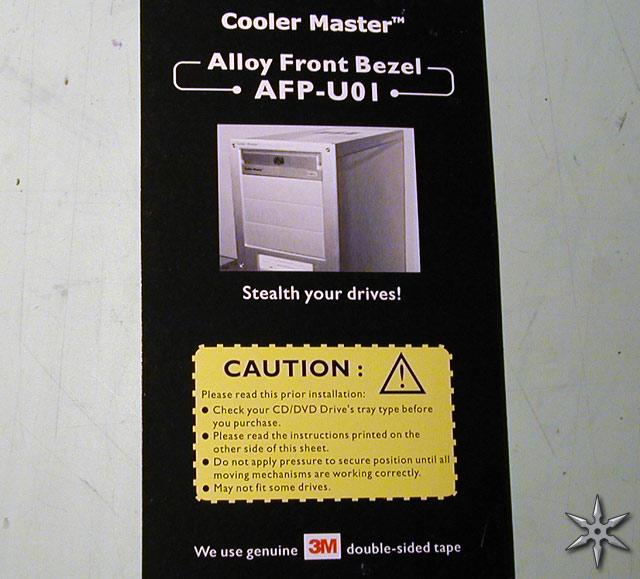 Cooler Master™
Alloy Front Bezel
AFP-U01
Stealth your drives!
CAUTION :
Please read this prior installation:
● Check your CD/DVD Drive's tray type before
you purchase.
● Please read the instructions printed on the
other side of this sheet.
● Do not apply pressure to secure position until all
moving mechanisms are working correctly.
● May not fit some drives.
We use genuine 3M double-sided tape